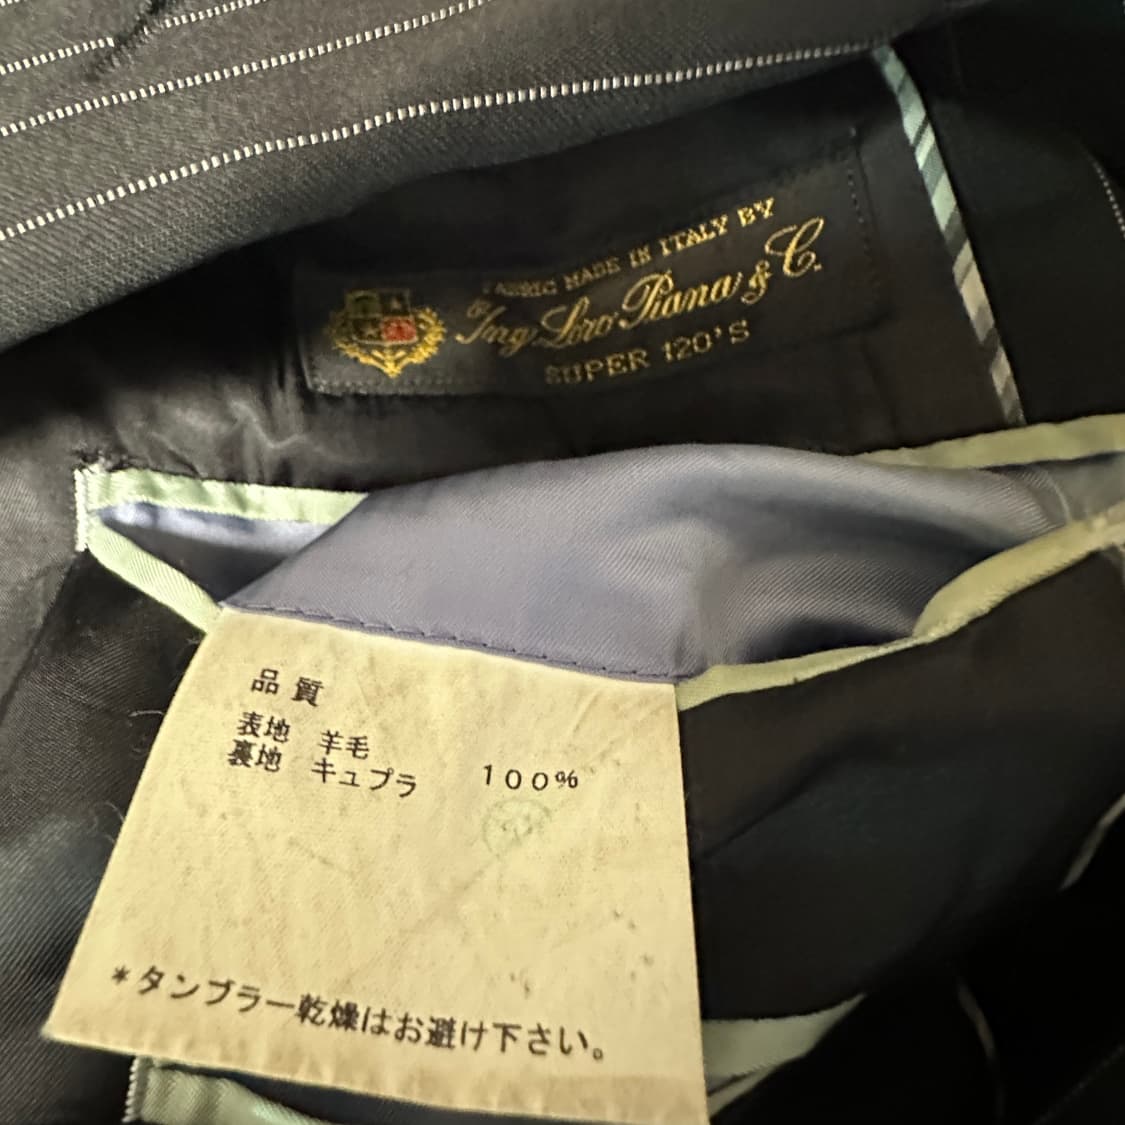 FABRIC MADE IN ITALY BY
Ing. Loro Piana & C.
SUPER 120'S
品質
表地 羊毛
裏地 キュプラ 100%
*タンブラー乾燥はお避け下さい。